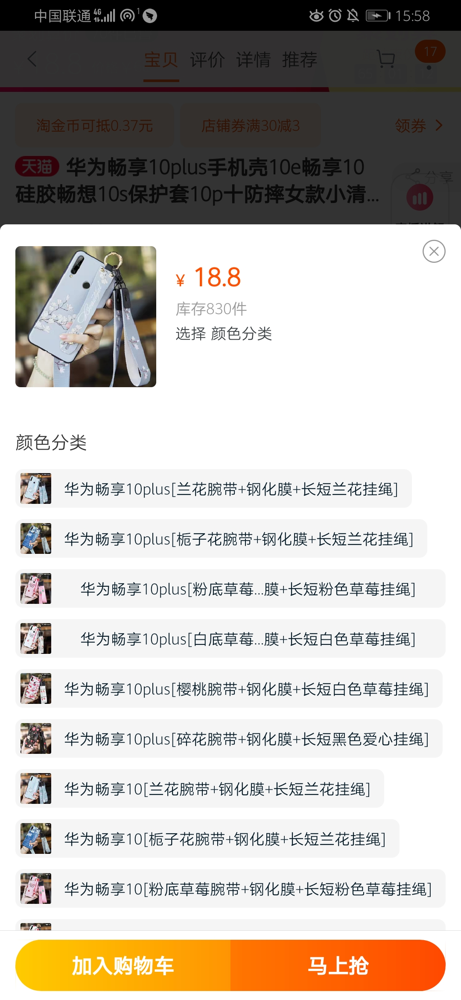 中国联通 4G 1 15:58
宝贝 评价 详情 推荐 17
淘金币可抵0.37元 店铺券满30减3 领券
天猫 华为畅享10plus手机壳10e畅享10
硅胶畅想10s保护套10p十防摔女款小清...
分享
¥ 18.8
库存830件
选择 颜色分类
Beautiful
颜色分类
华为畅享10plus[兰花腕带+钢化膜+长短兰花挂绳]
华为畅享10plus[栀子花腕带+钢化膜+长短兰花挂绳]
华为畅享10plus[粉底草莓...膜+长短粉色草莓挂绳]
华为畅享10plus[白底草莓...膜+长短白色草莓挂绳]
华为畅享10plus[樱桃腕带+钢化膜+长短白色草莓挂绳]
华为畅享10plus[碎花腕带+钢化膜+长短黑色爱心挂绳]
华为畅享10[兰花腕带+钢化膜+长短兰花挂绳]
华为畅享10[栀子花腕带+钢化膜+长短兰花挂绳]
华为畅享10[粉底草莓腕带+钢化膜+长短粉色草莓挂绳]
加入购物车 马上抢